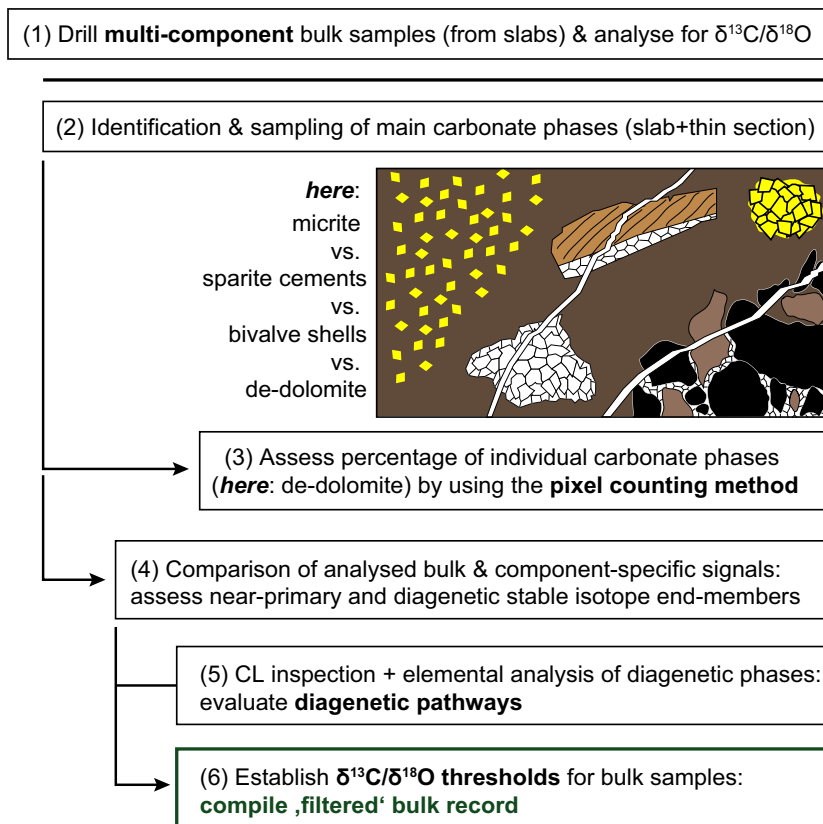 (1) Drill multi-component bulk samples (from slabs) & analyse for δ¹³C/δ¹⁸O
(2) Identification & sampling of main carbonate phases (slab+thin section)
here:
micrite
vs.
sparite cements
vs.
bivalve shells
vs.
de-dolomite
(3) Assess percentage of individual carbonate phases
(here: de-dolomite) by using the pixel counting method
(4) Comparison of analysed bulk & component-specific signals:
assess near-primary and diagenetic stable isotope end-members
(5) CL inspection + elemental analysis of diagenetic phases:
evaluate diagenetic pathways
(6) Establish δ¹³C/δ¹⁸O thresholds for bulk samples:
compile ‚filtered‘ bulk record